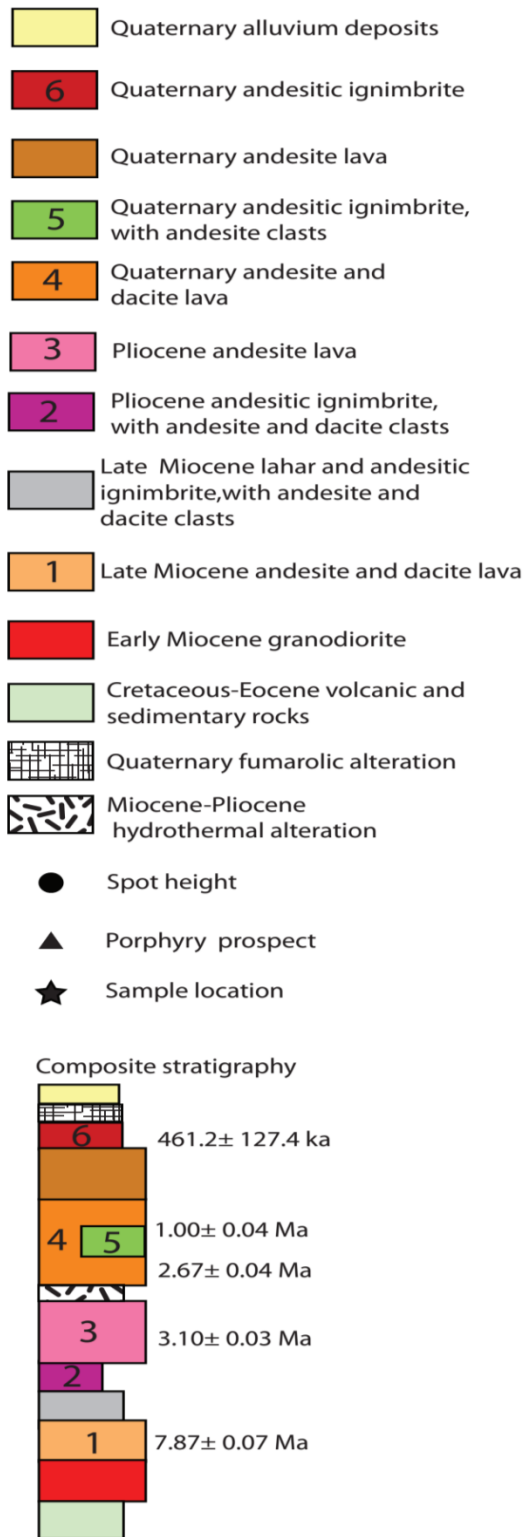 Quaternary alluvium deposits
6 Quaternary andesitic ignimbrite
Quaternary andesite lava
5 Quaternary andesitic ignimbrite,
with andesite clasts
4 Quaternary andesite and
dacite lava
3 Pliocene andesite lava
2 Pliocene andesitic ignimbrite,
with andesite and dacite clasts
Late Miocene lahar and andesitic
ignimbrite,with andesite and
dacite clasts
1 Late Miocene andesite and dacite lava
Early Miocene granodiorite
Cretaceous-Eocene volcanic and
sedimentary rocks
Quaternary fumarolic alteration
Miocene-Pliocene
hydrothermal alteration
Spot height
Porphyry prospect
Sample location
Composite stratigraphy
6 461.2± 127.4 ka
4 5 1.00± 0.04 Ma
2.67± 0.04 Ma
3 3.10± 0.03 Ma
2
1 7.87± 0.07 Ma